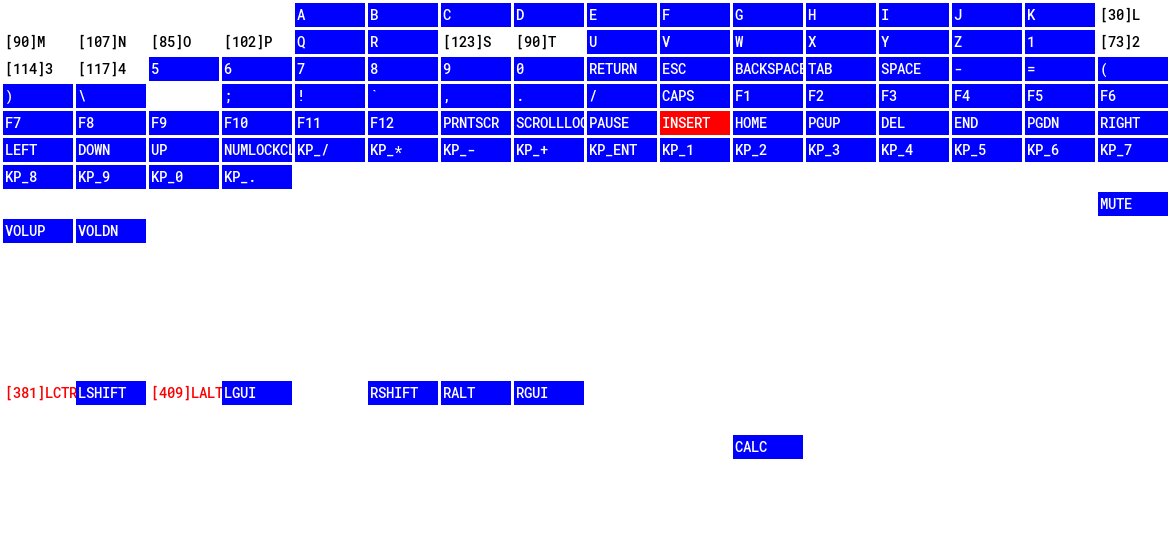 A B C D E F G H I J K [30]L
[90]M [107]N [85]O [102]P Q R [123]S [90]T U V W X Y Z 1 [73]2
[114]3 [117]4 5 6 7 8 9 0 RETURN ESC BACKSPACE TAB SPACE - = (
) \ ; ! ` , . / CAPS F1 F2 F3 F4 F5 F6
F7 F8 F9 F10 F11 F12 PRNTSCR SCROLLLOC PAUSE INSERT HOME PGUP DEL END PGDN RIGHT
LEFT DOWN UP NUMLOCKCL KP_/ KP_* KP_- KP_+ KP_ENT KP_1 KP_2 KP_3 KP_4 KP_5 KP_6 KP_7
KP_8 KP_9 KP_0 KP_.
MUTE
VOLUP VOLDN
[381]LCTR LSHIFT [409]LALT LGUI RSHIFT RALT RGUI
CALC